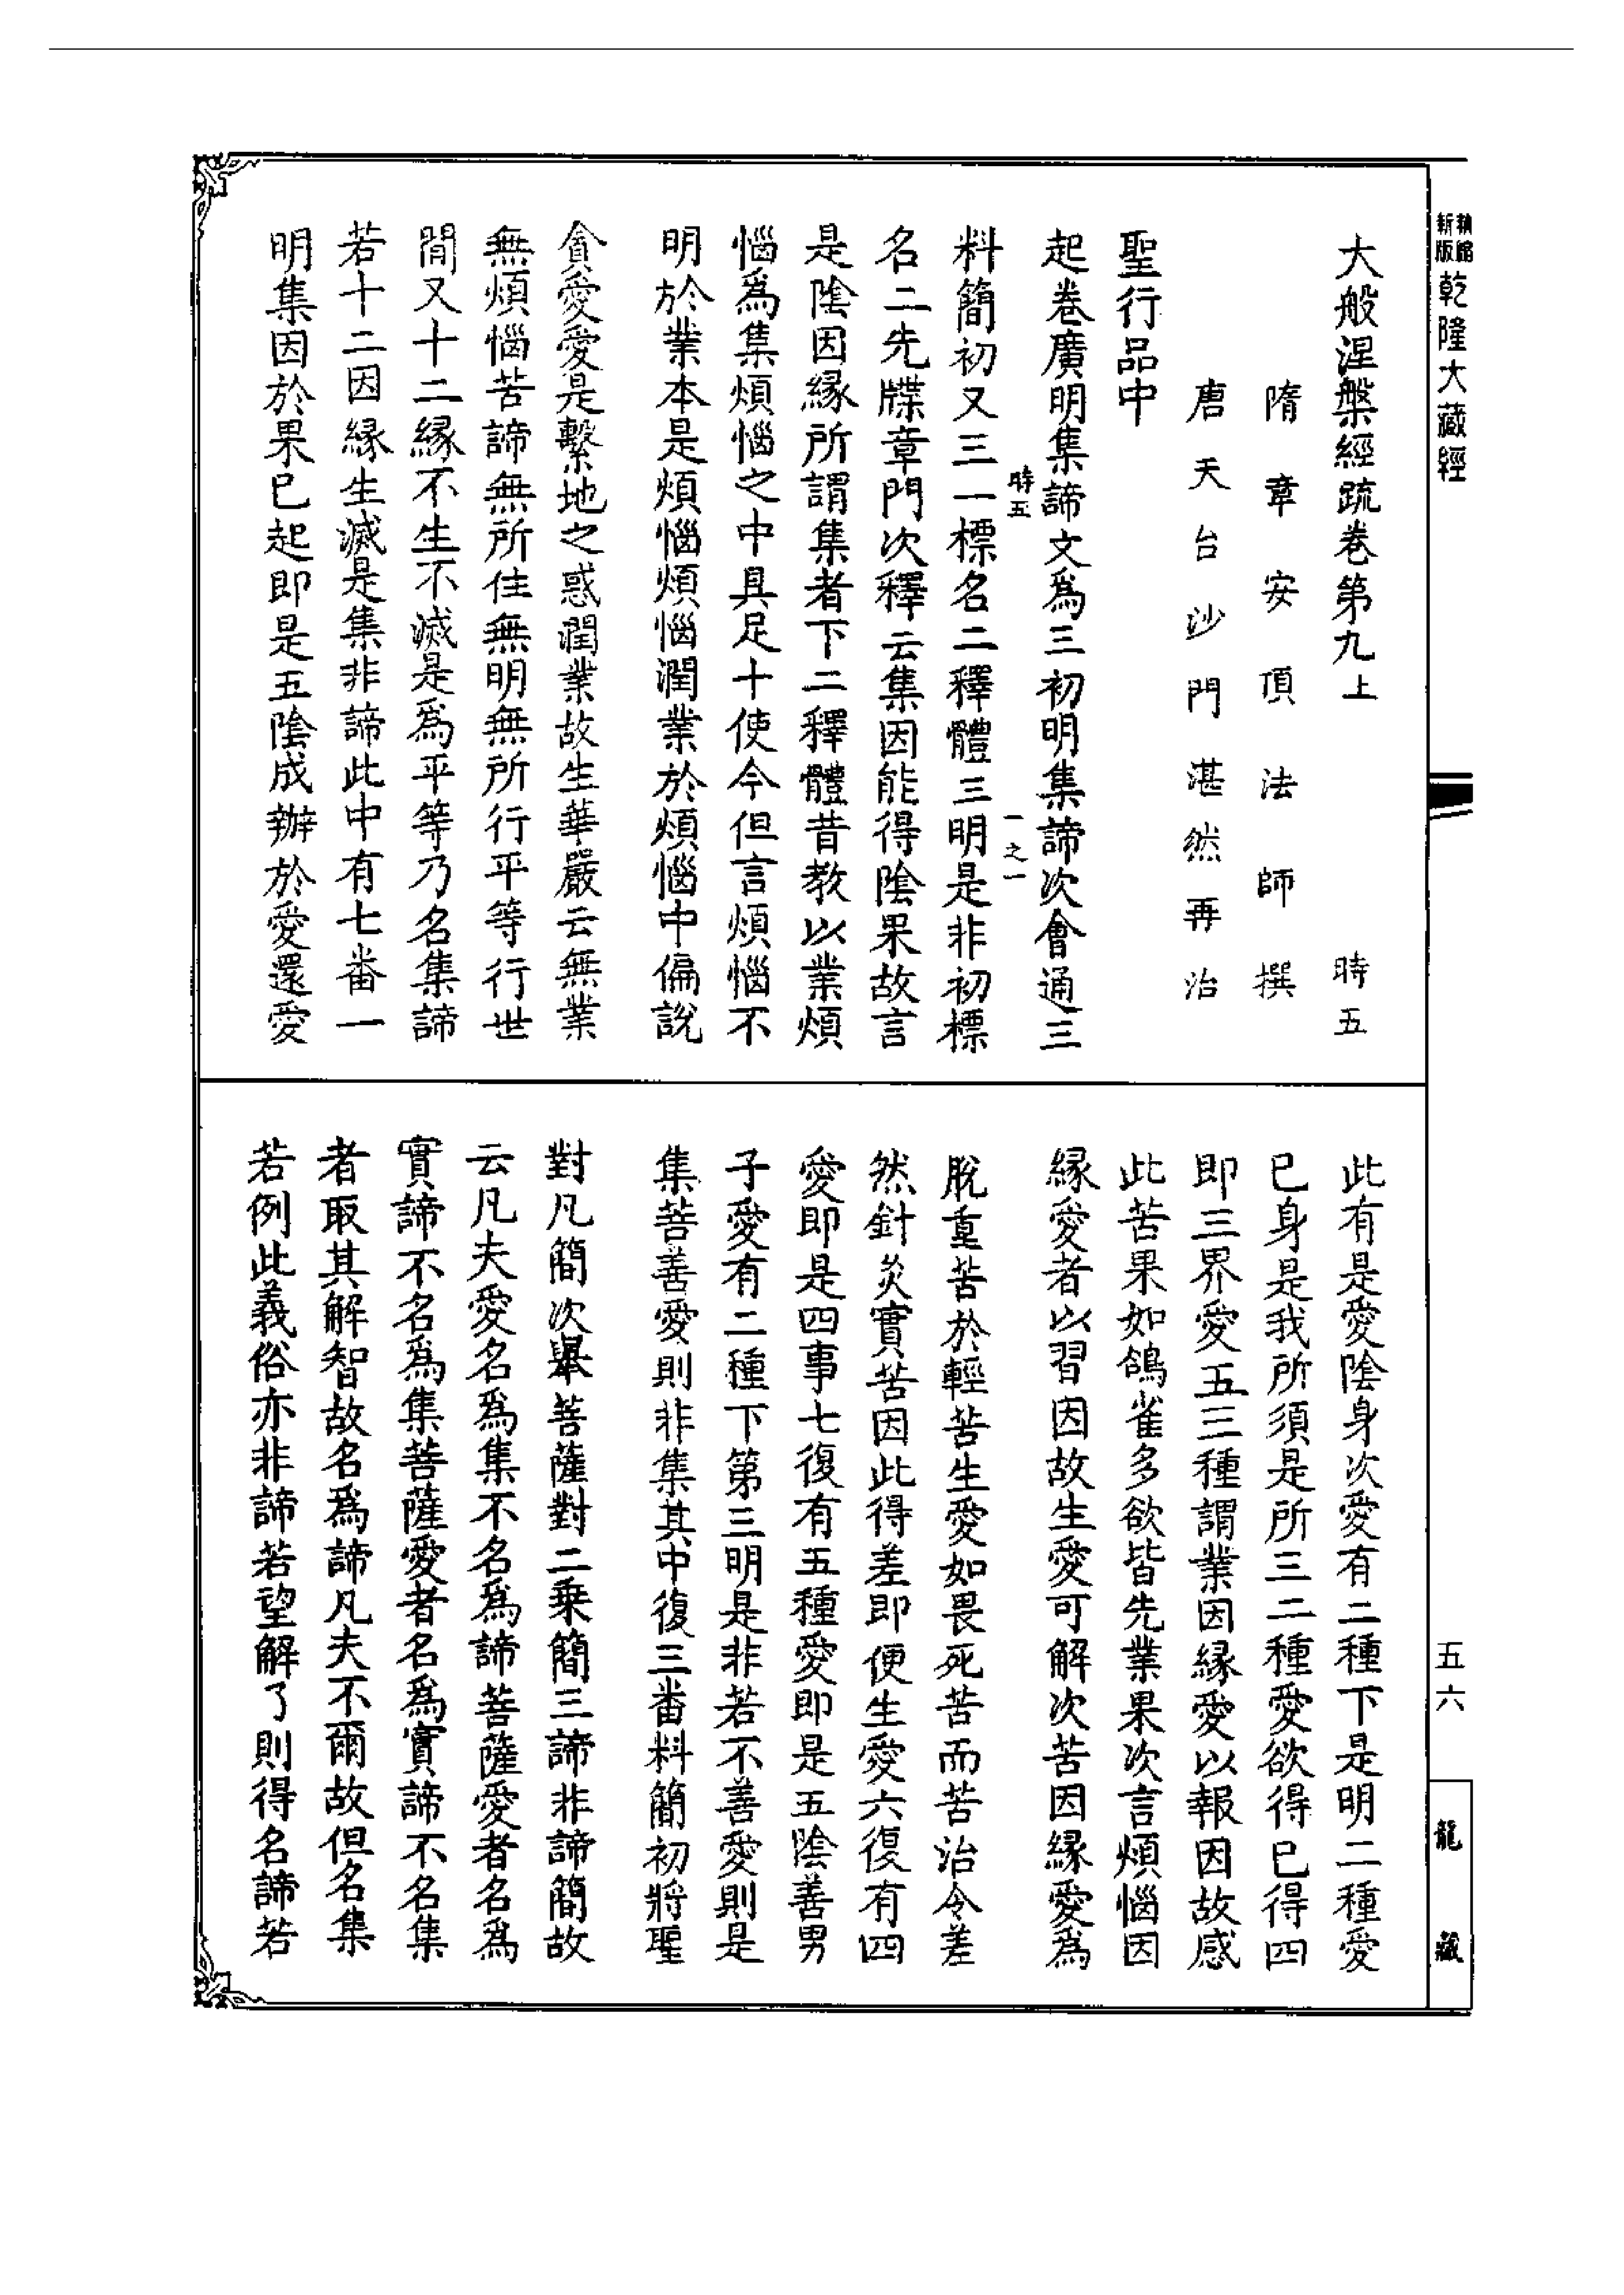 新版
乾隆大藏經
大般涅槃經疏卷第九上 時五
隋章安頂法師撰
唐天台沙門湛然再治
聖行品中
起卷廣明集諦文爲三初明集諦次會通三
時五 一之一
料簡初又三一標名二釋體三明是非初標
名二先牒章門次釋云集因能得陰果故言
是陰因緣所謂集者下二釋體昔教以業煩
惱爲集煩惱之中具足十使今但言煩惱不
明於業本是煩惱煩惱潤業於煩惱中偏說
貪愛愛是繫地之惑潤業故生華嚴云無業
無煩惱苦諦無所住無明無所行平等行世
間又十二緣不生不滅是爲平等乃名集諦
若十二因緣生滅是集非諦此中有七番一
明集因於果已起即是五陰成辦於愛還愛
此有是愛陰身次愛有二種下是明二種愛
已身是我所須是所三二種愛欲得已得四
即三界愛五三種謂業因緣愛以報因故感
此苦果如鴿雀多欲皆先業果次言煩惱因
緣愛者以習因故生愛可解次苦因緣愛爲
脫重苦於輕苦生愛如畏死苦而苦治令差
然針灸實苦因此得差即便生愛六復有四
愛即是四事七復有五種愛即是五陰善男
子愛有二種下第三明是非若不善愛則是
集苦善愛則非集其中復三番料簡初將聖
對凡簡次舉菩薩對二乘簡三諦非諦簡故
云凡夫愛名爲集不名爲諦菩薩愛者名爲
實諦不名爲集菩薩愛者名爲實諦不名集
者取其解智故名爲諦凡夫不爾故但名集
若例此義俗亦非諦若望解了則得名諦若
五六
龍藏